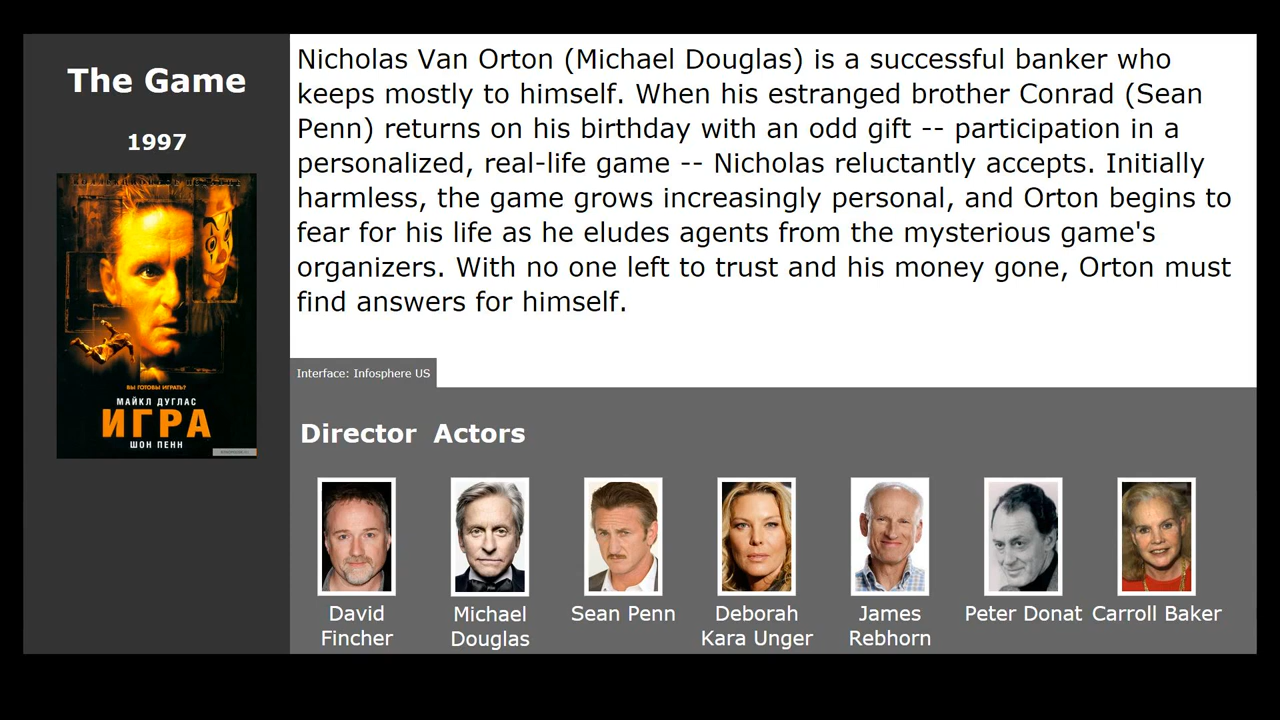 The Game
1997
ВЫ ГОТОВЫ ИГРАТЬ?
МАЙКЛ ДУГЛАС
ИГРА
ШОН ПЕНН
Nicholas Van Orton (Michael Douglas) is a successful banker who
keeps mostly to himself. When his estranged brother Conrad (Sean
Penn) returns on his birthday with an odd gift -- participation in a
personalized, real-life game -- Nicholas reluctantly accepts. Initially
harmless, the game grows increasingly personal, and Orton begins to
fear for his life as he eludes agents from the mysterious game's
organizers. With no one left to trust and his money gone, Orton must
find answers for himself.
Interface: Infosphere US
Director Actors
David
Fincher
Michael
Douglas
Sean Penn
Deborah
Kara Unger
James
Rebhorn
Peter Donat
Carroll Baker